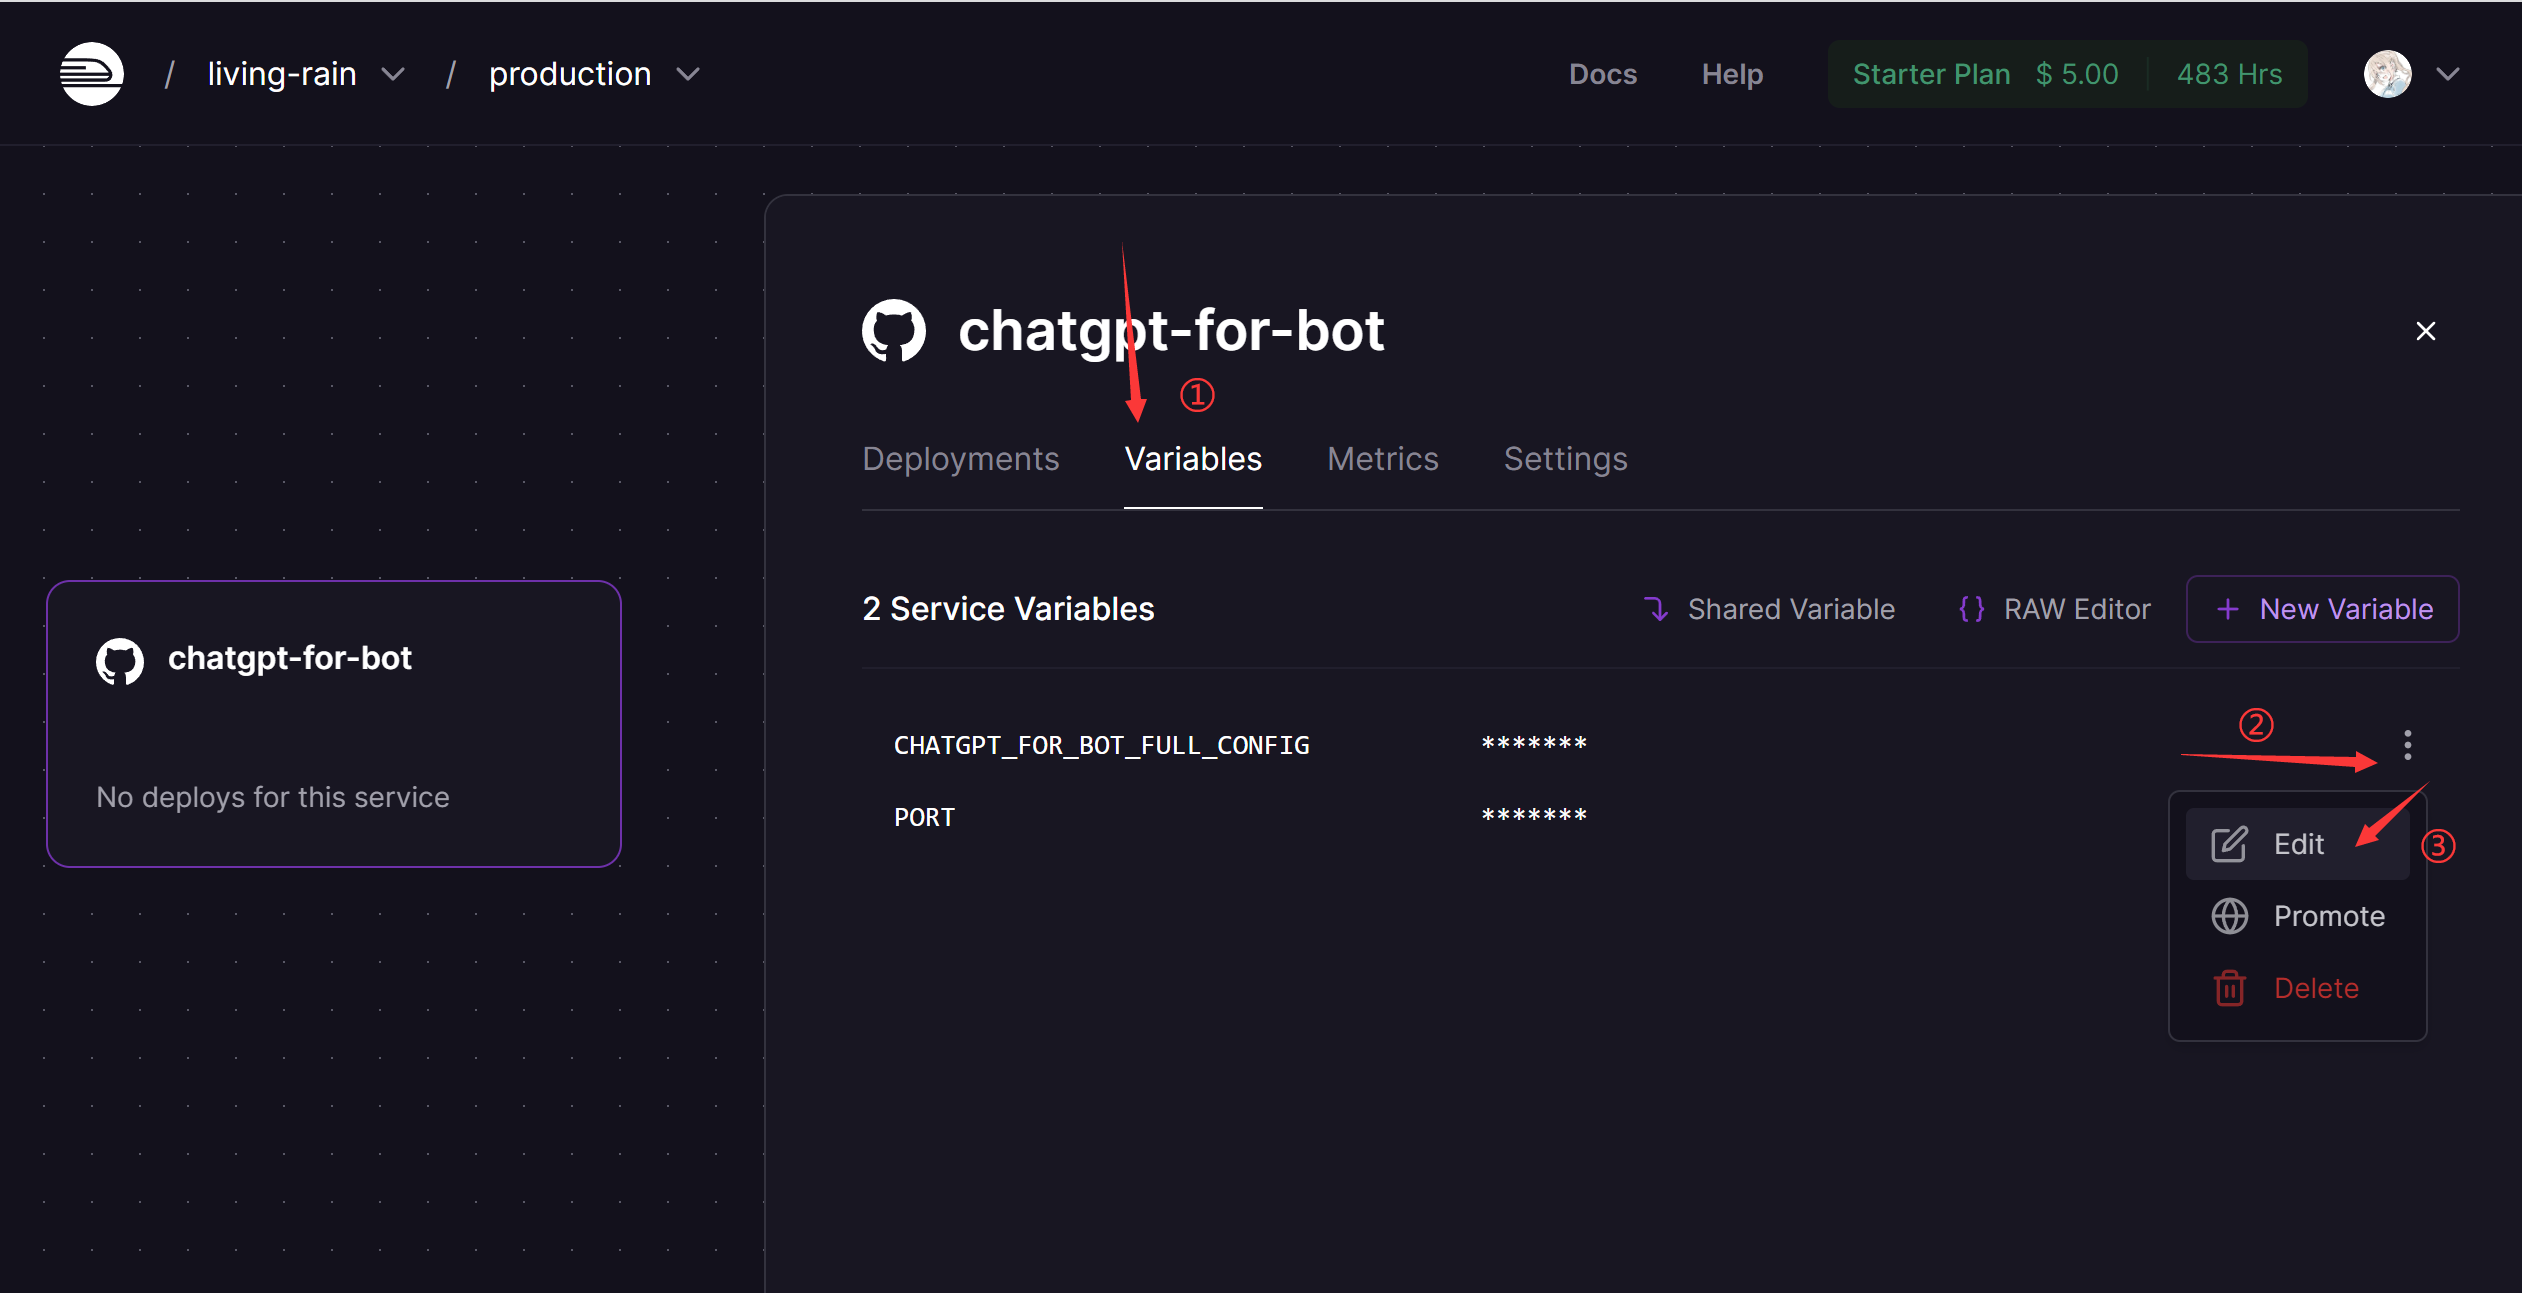 / living-rain / production Docs Help Starter Plan $ 5.00 483 Hrs
chatgpt-for-bot
①
Deployments Variables Metrics Settings
2 Service Variables Shared Variable {} RAW Editor + New Variable
chatgpt-for-bot
No deploys for this service
②
CHATGPT_FOR_BOT_FULL_CONFIG *******
PORT *******
Edit ③
Promote
Delete